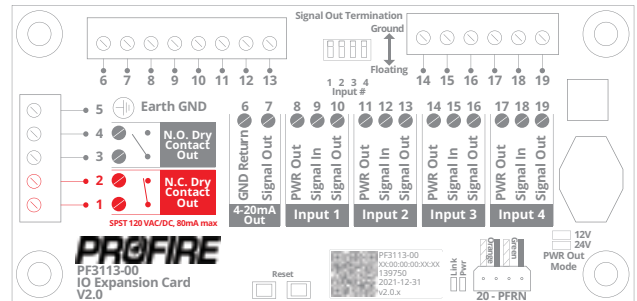 Signal Out Termination
Ground
Floating
6 7 8 9 10 11 12 13
14 15 16 17 18 19
1 2 3 4
Input #
5 Earth GND
4
3
N.O. Dry
Contact
Out
2
1
N.C. Dry
Contact
Out
SPST 120 VAC/DC, 80mA max
6 7 8 9 10 11 12 13 14 15 16 17 18 19
GND Return
Signal Out
PWR Out
Signal In
Signal Out
PWR Out
Signal In
Signal Out
PWR Out
Signal In
Signal Out
PWR Out
Signal In
Signal Out
4-20mA
Out
Input 1
Input 2
Input 3
Input 4
PROFIRE
PF3113-00
IO Expansion Card
V2.0
Reset
PF3113-00
XX:00:00:00:XX:XX
139750
2021-12-31
v2.0.x
Link
Pwr
Orange
Green
20 - PFRN
12V
24V
PWR Out
Mode